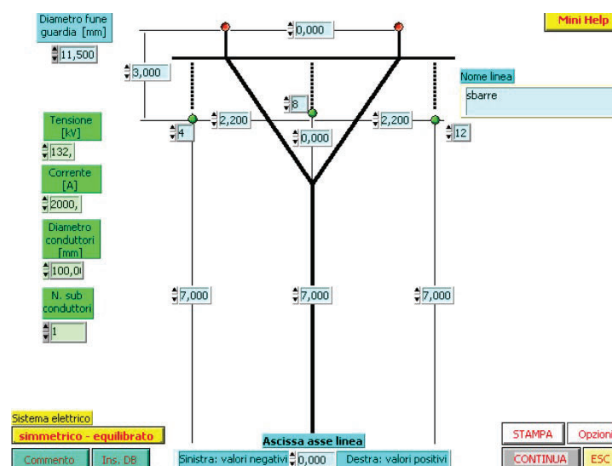 Diametro fune
guardia [mm]
11,500
0,000
Mini Help
3,000
Nome linea
sbarre
8
4
2,200
2,200
12
0,000
Tensione
[kV]
132,
Corrente
[A]
2000,
Diametro
conduttori
[mm]
100,0
N. sub
conduttori
1
7,000
7,000
7,000
Sistema elettrico
simmetrico - equilibrato
Commento
Ins. DB
Ascissa asse linea
Sinistra: valori negativi
0,000
Destra: valori positivi
STAMPA
Opzioni
CONTINUA
ESC